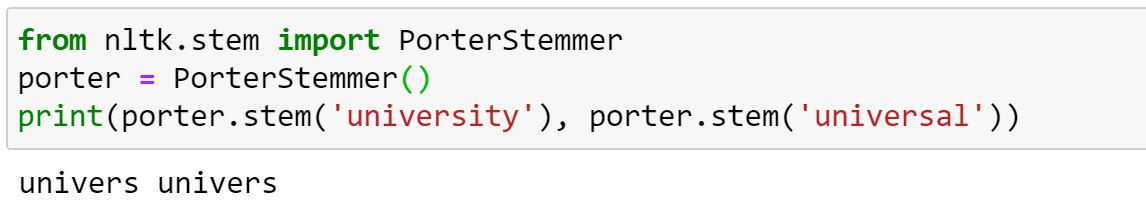 from nltk.stem import PorterStemmer
porter = PorterStemmer()
print(porter.stem('university'), porter.stem('universal'))
univers univers